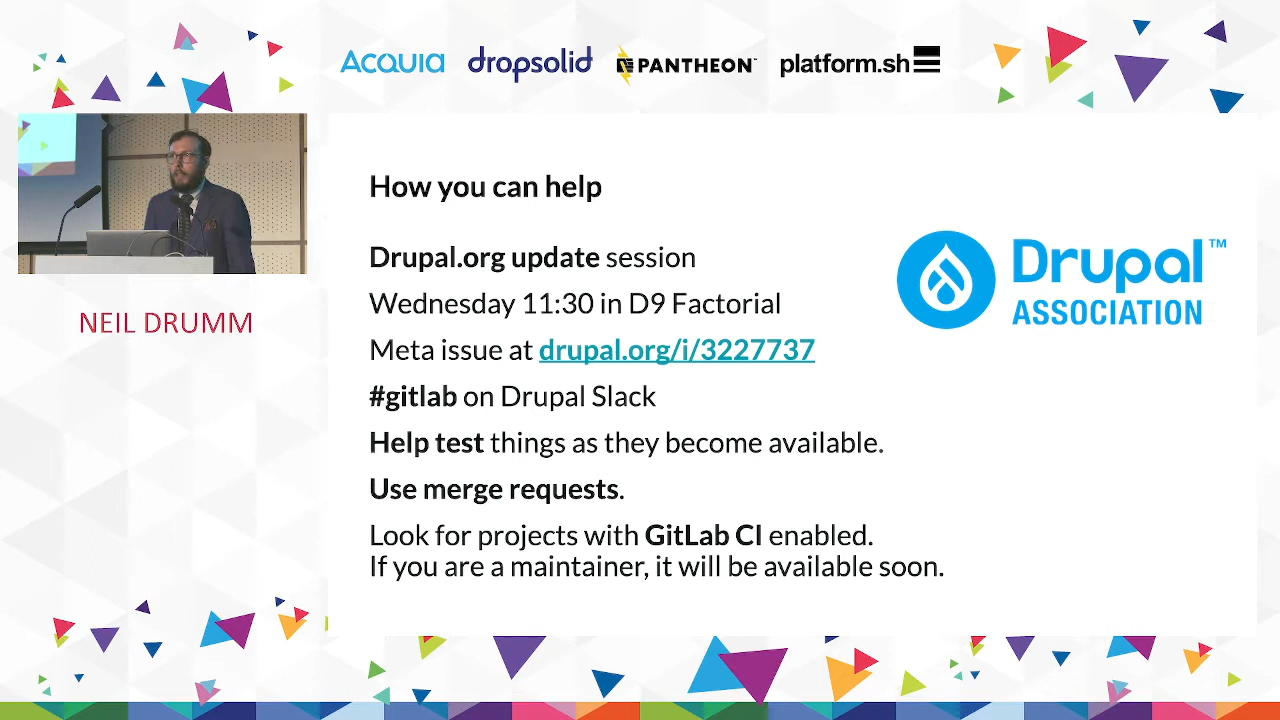 Acquia
dropsolid
PANTHEON
platform.sh
NEIL DRUMM
How you can help
Drupal.org update session
Wednesday 11:30 in D9 Factorial
Meta issue at drupal.org/i/3227737
#gitlab on Drupal Slack
Help test things as they become available.
Use merge requests.
Look for projects with GitLab CI enabled.
If you are a maintainer, it will be available soon.
Drupal™
ASSOCIATION